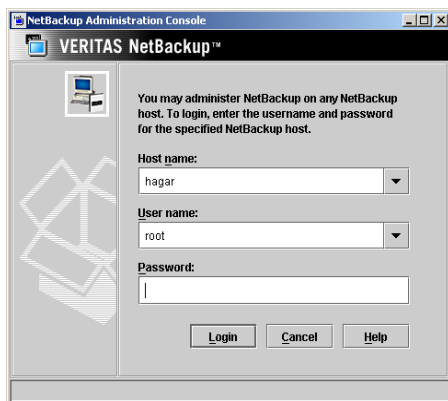 NetBackup Administration Console
VERITAS NetBackup™
You may administer NetBackup on any NetBackup
host. To login, enter the username and password
for the specified NetBackup host.
Host name:
hagar
User name:
root
Password:
Login Cancel Help